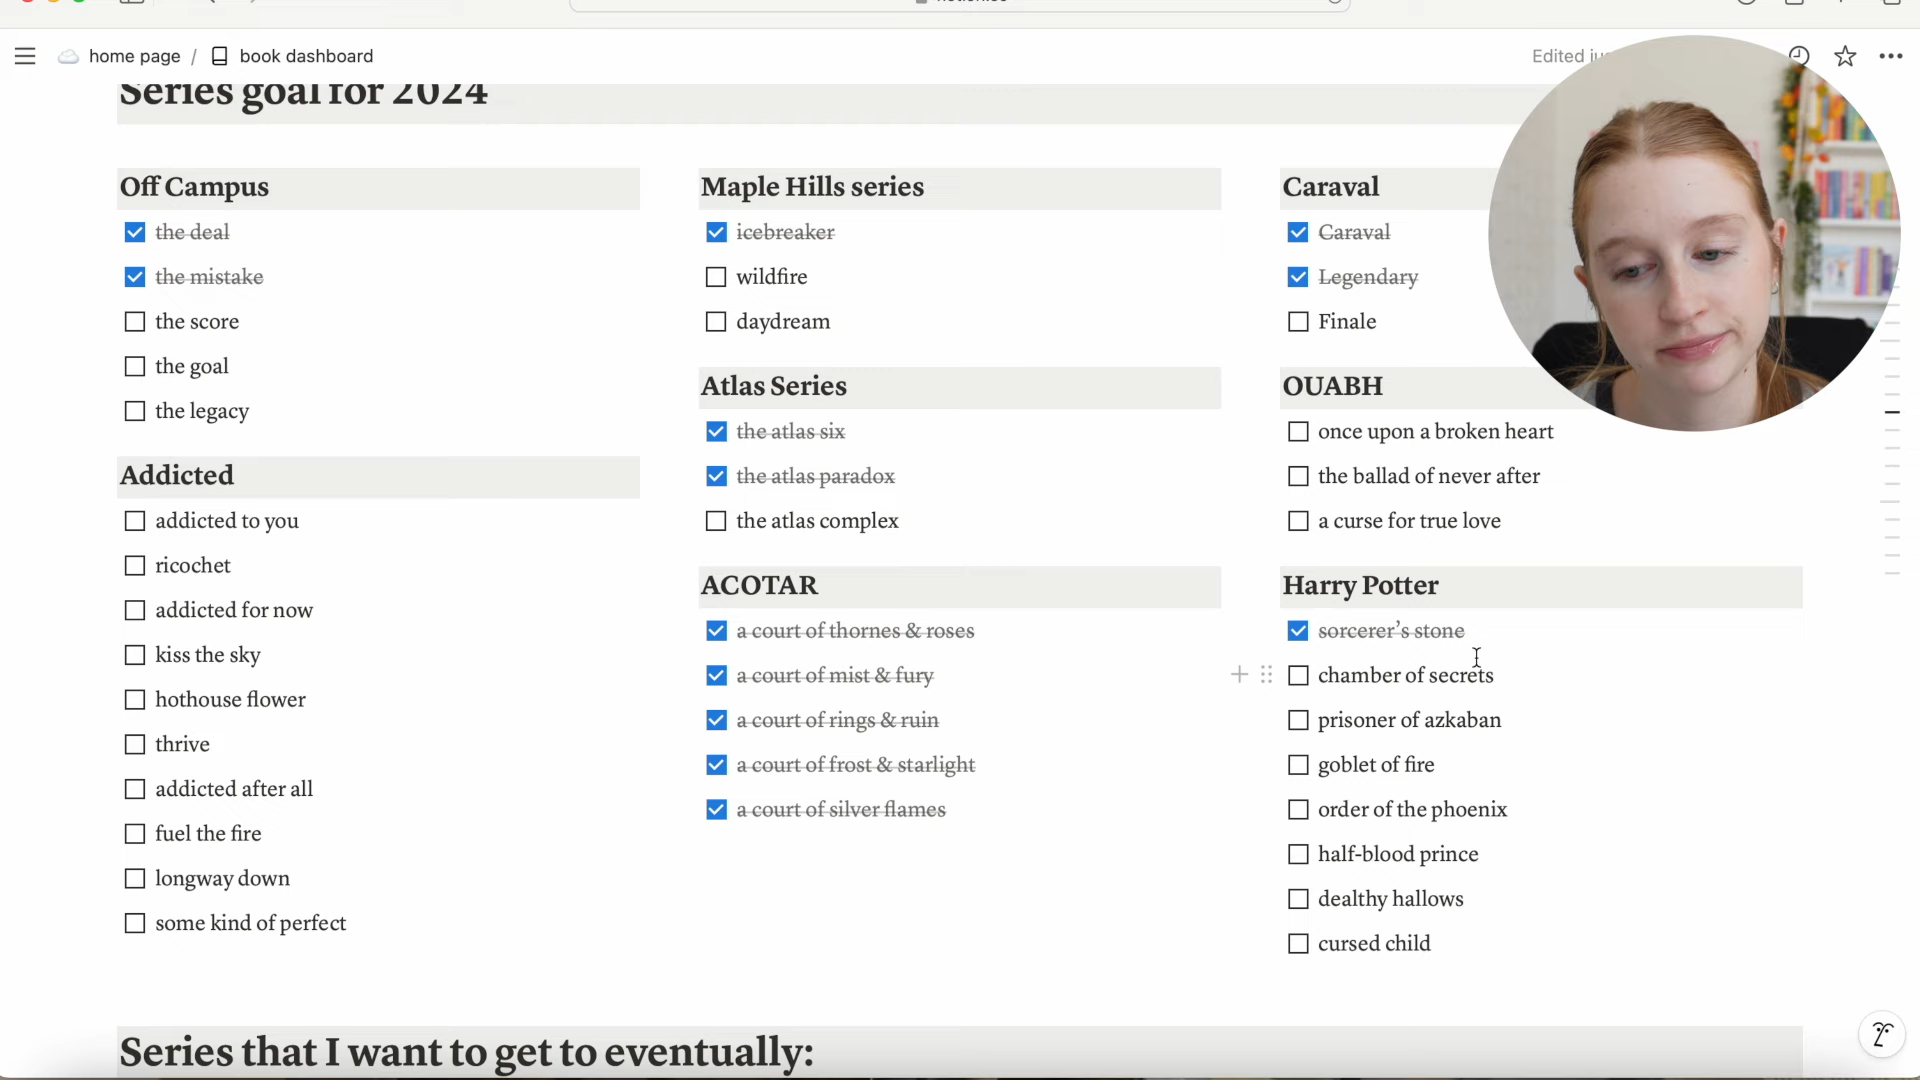 home page / book dashboard
Edited
Series goal for 2024
Off Campus
the deal
the mistake
the score
the goal
the legacy
Addicted
addicted to you
ricochet
addicted for now
kiss the sky
hothouse flower
thrive
addicted after all
fuel the fire
longway down
some kind of perfect
Maple Hills series
icebreaker
wildfire
daydream
Atlas Series
the atlas six
the atlas paradox
the atlas complex
ACOTAR
a court of thornes & roses
a court of mist & fury
a court of rings & ruin
a court of frost & starlight
a court of silver flames
Caraval
Caraval
Legendary
Finale
OUABH
once upon a broken heart
the ballad of never after
a curse for true love
Harry Potter
sorcerer's stone
chamber of secrets
prisoner of azkaban
goblet of fire
order of the phoenix
half-blood prince
dealthy hallows
cursed child
Series that I want to get to eventually: